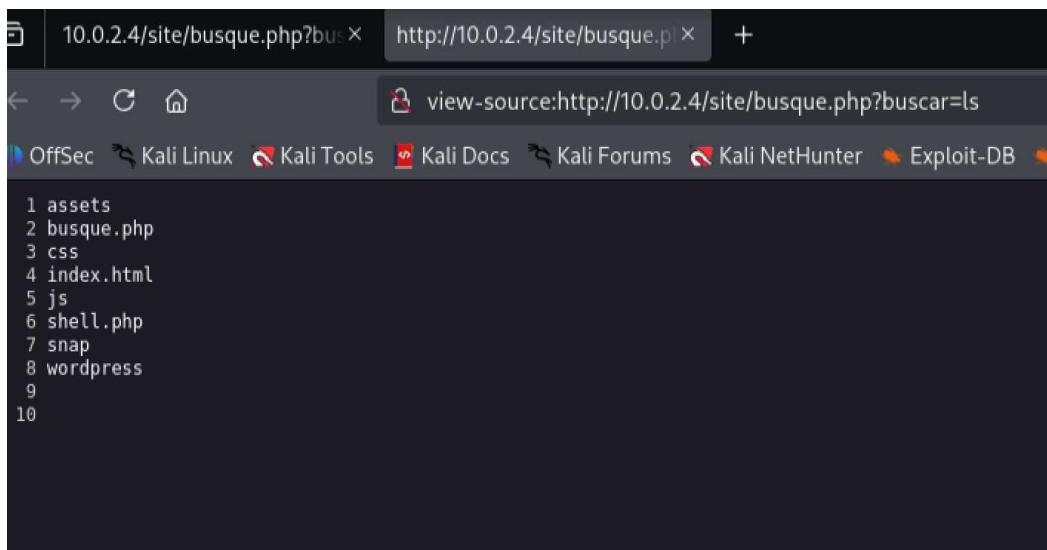 10.0.2.4/site/busque.php?bus × http://10.0.2.4/site/busque.p × +
view-source:http://10.0.2.4/site/busque.php?buscar=ls
OffSec Kali Linux Kali Tools Kali Docs Kali Forums Kali NetHunter Exploit-DB
1 assets
2 busque.php
3 css
4 index.html
5 js
6 shell.php
7 snap
8 wordpress
9
10